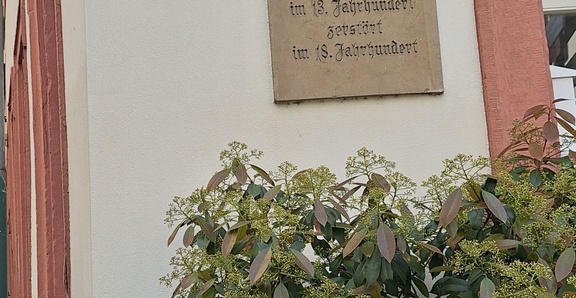 im 13. Jahrhundert
zerstört
im 18. Jahrhundert